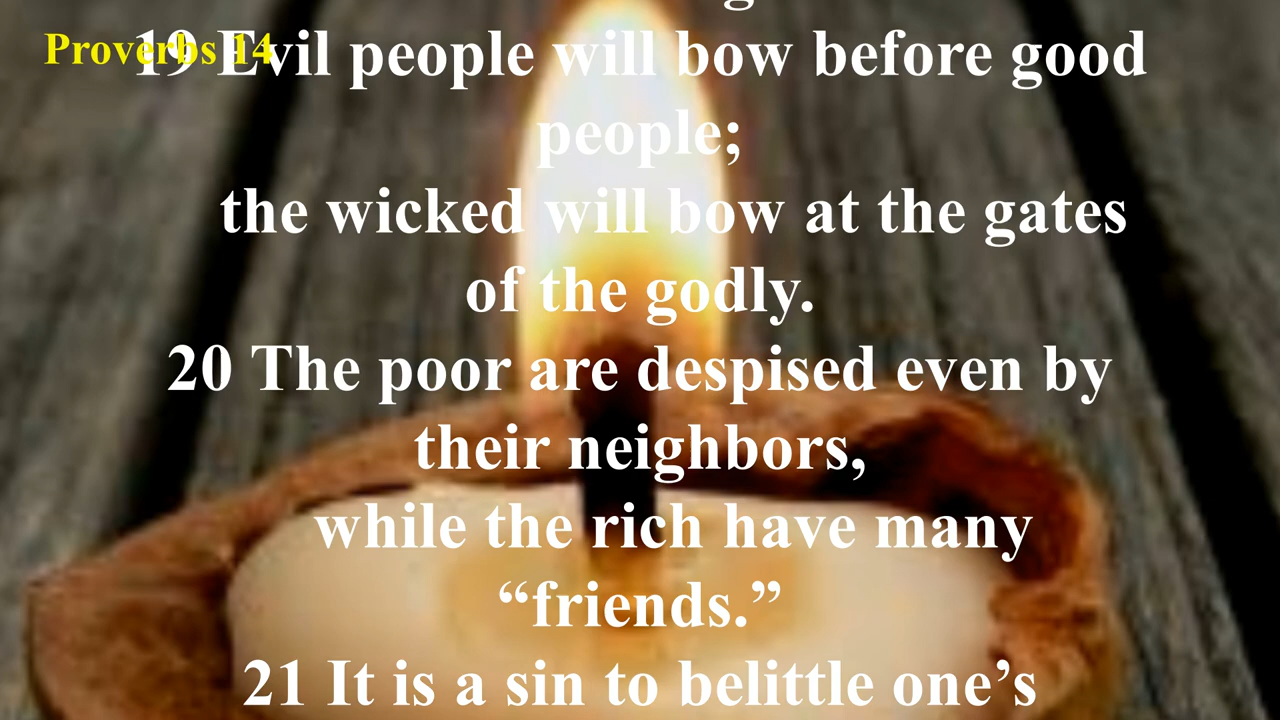 Proverbs 14
19 Evil people will bow before good
people;
the wicked will bow at the gates
of the godly.
20 The poor are despised even by
their neighbors,
while the rich have many
“friends.”
21 It is a sin to belittle one’s